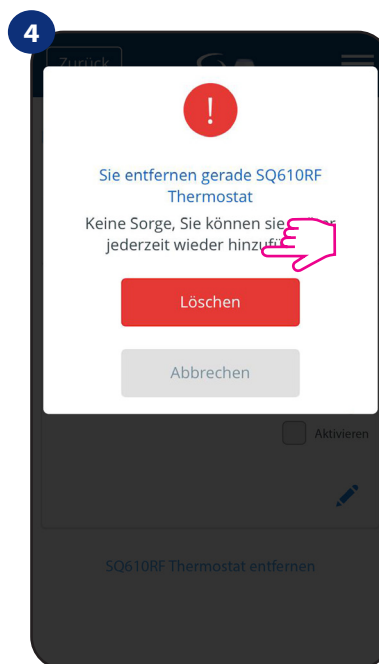 4
Zurück
!
Sie entfernen gerade SQ610RF
Thermostat
Keine Sorge, Sie können sie
jederzeit wieder
Löschen
Abbrechen
Aktivieren
SQ610RF Thermostat entfernen